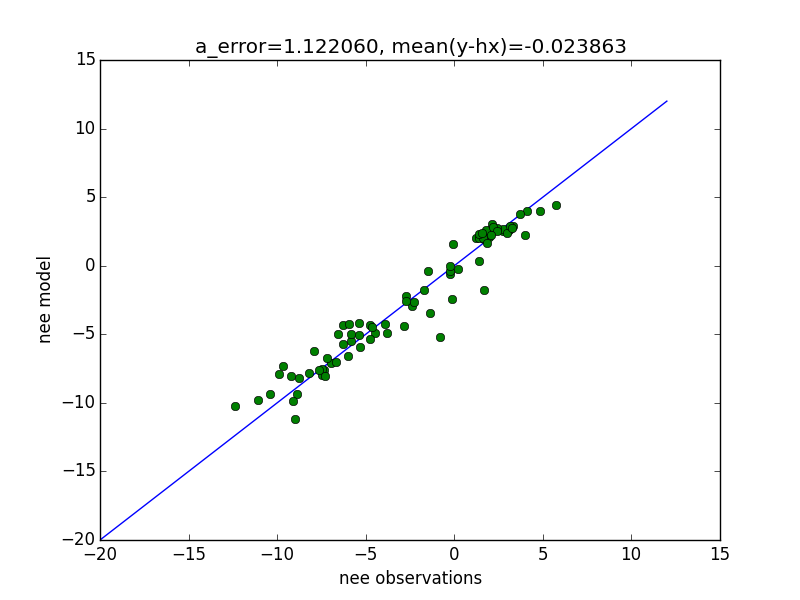 a_error=1.122060, mean(y-hx)=-0.023863
15
10
5
0
−5
−10
−15
−20
nee model
−20 −15 −10 −5 0 5 10 15
nee observations